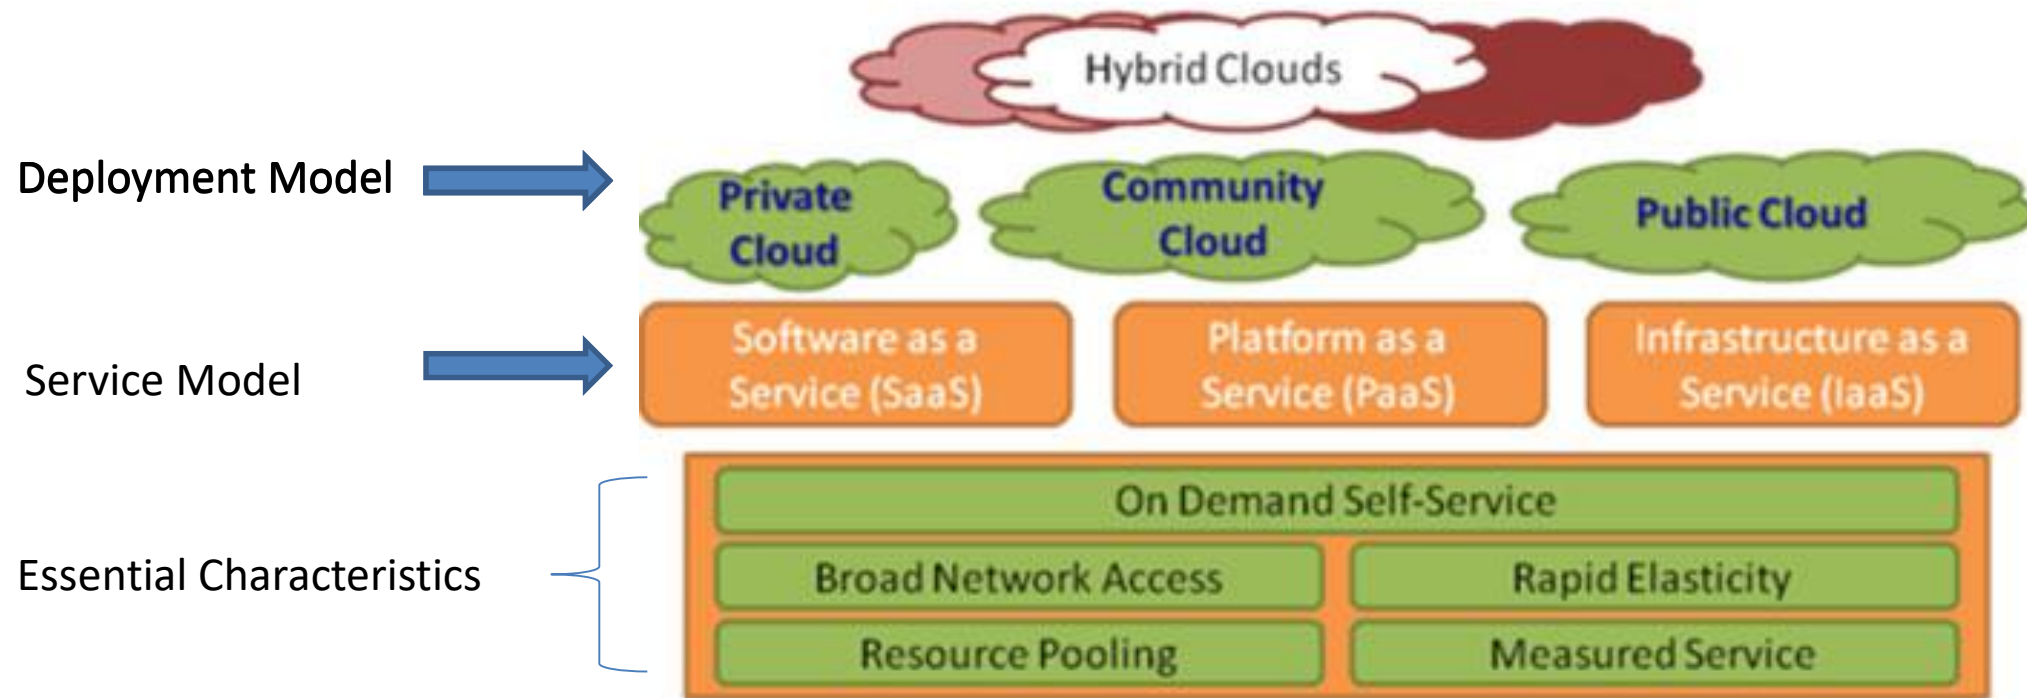 Hybrid Clouds
Deployment Model
Private
Cloud
Community
Cloud
Public Cloud
Service Model
Software as a
Service (SaaS)
Platform as a
Service (PaaS)
Infrastructure as a
Service (IaaS)
Essential Characteristics
On Demand Self-Service
Broad Network Access
Rapid Elasticity
Resource Pooling
Measured Service